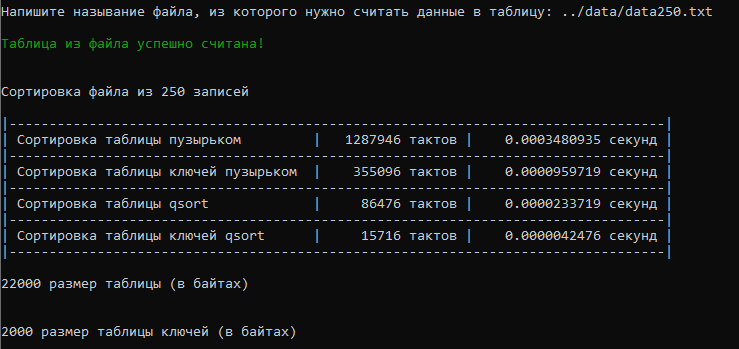 Напишите называние файла, из которого нужно считать данные в таблицу: ../data/data250.txt
Таблица из файла успешно считана!
Сортировка файла из 250 записей
|----------------------------------------------------------------------------------|
| Сортировка таблицы пузырьком | 1287946 тактов | 0.0003480935 секунд |
|----------------------------------------------------------------------------------|
| Сортировка таблицы ключей пузырьком | 355096 тактов | 0.0000959719 секунд |
|----------------------------------------------------------------------------------|
| Сортировка таблицы qsort | 86476 тактов | 0.0000233719 секунд |
|----------------------------------------------------------------------------------|
| Сортировка таблицы ключей qsort | 15716 тактов | 0.0000042476 секунд |
|----------------------------------------------------------------------------------|
22000 размер таблицы (в байтах)
2000 размер таблицы ключей (в байтах)